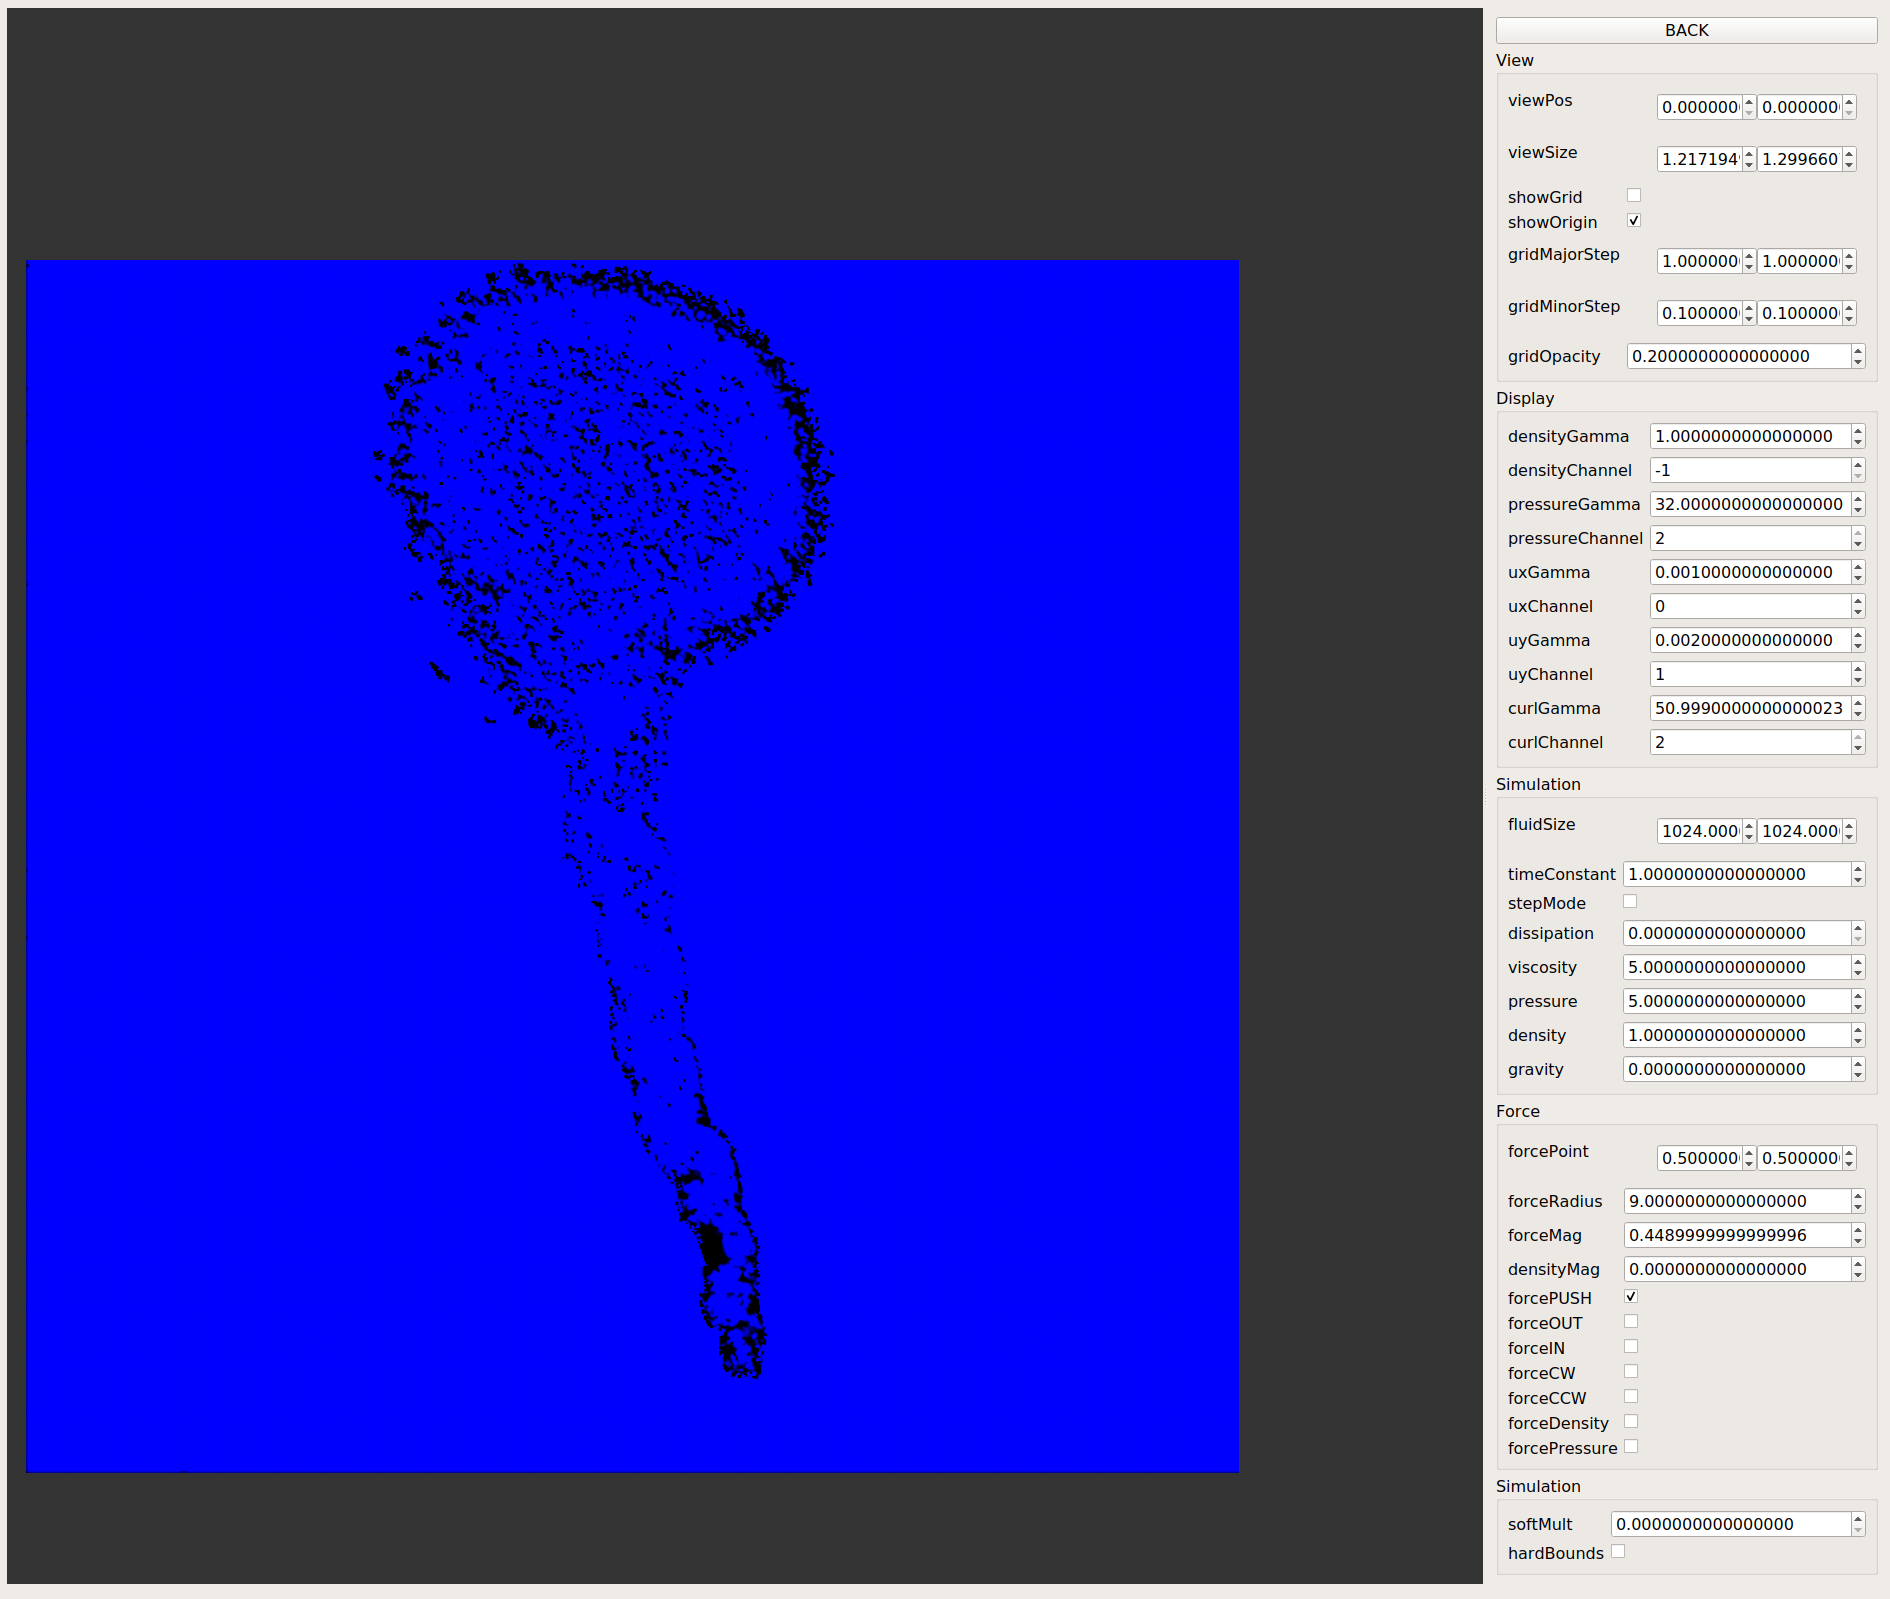 BACK
View
viewPos 0.000000 0.000000
viewSize 1.217194 1.299660
showGrid
showOrigin
gridMajorStep 1.000000 1.000000
gridMinorStep 0.100000 0.100000
gridOpacity 0.2000000000000000
Display
densityGamma 1.0000000000000000
densityChannel -1
pressureGamma 32.0000000000000000
pressureChannel 2
uxGamma 0.0010000000000000
uxChannel 0
uyGamma 0.0020000000000000
uyChannel 1
curlGamma 50.9990000000000023
curlChannel 2
Simulation
fluidSize 1024.000 1024.000
timeConstant 1.0000000000000000
stepMode
dissipation 0.0000000000000000
viscosity 5.0000000000000000
pressure 5.0000000000000000
density 1.0000000000000000
gravity 0.0000000000000000
Force
forcePoint 0.500000 0.500000
forceRadius 9.0000000000000000
forceMag 0.4489999999999996
densityMag 0.0000000000000000
forcePUSH
forceOUT
forceIN
forceCW
forceCCW
forceDensity
forcePressure
Simulation
softMult 0.0000000000000000
hardBounds